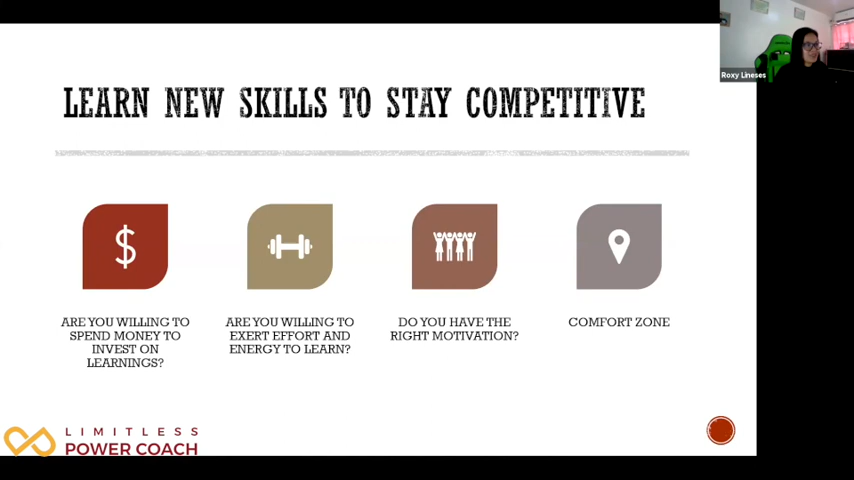 Roxy Lineses
LEARN NEW SKILLS TO STAY COMPETITIVE
$
ARE YOU WILLING TO
SPEND MONEY TO
INVEST ON
LEARNINGS?
ARE YOU WILLING TO
EXERT EFFORT AND
ENERGY TO LEARN?
DO YOU HAVE THE
RIGHT MOTIVATION?
COMFORT ZONE
LIMITLESS
POWER COACH